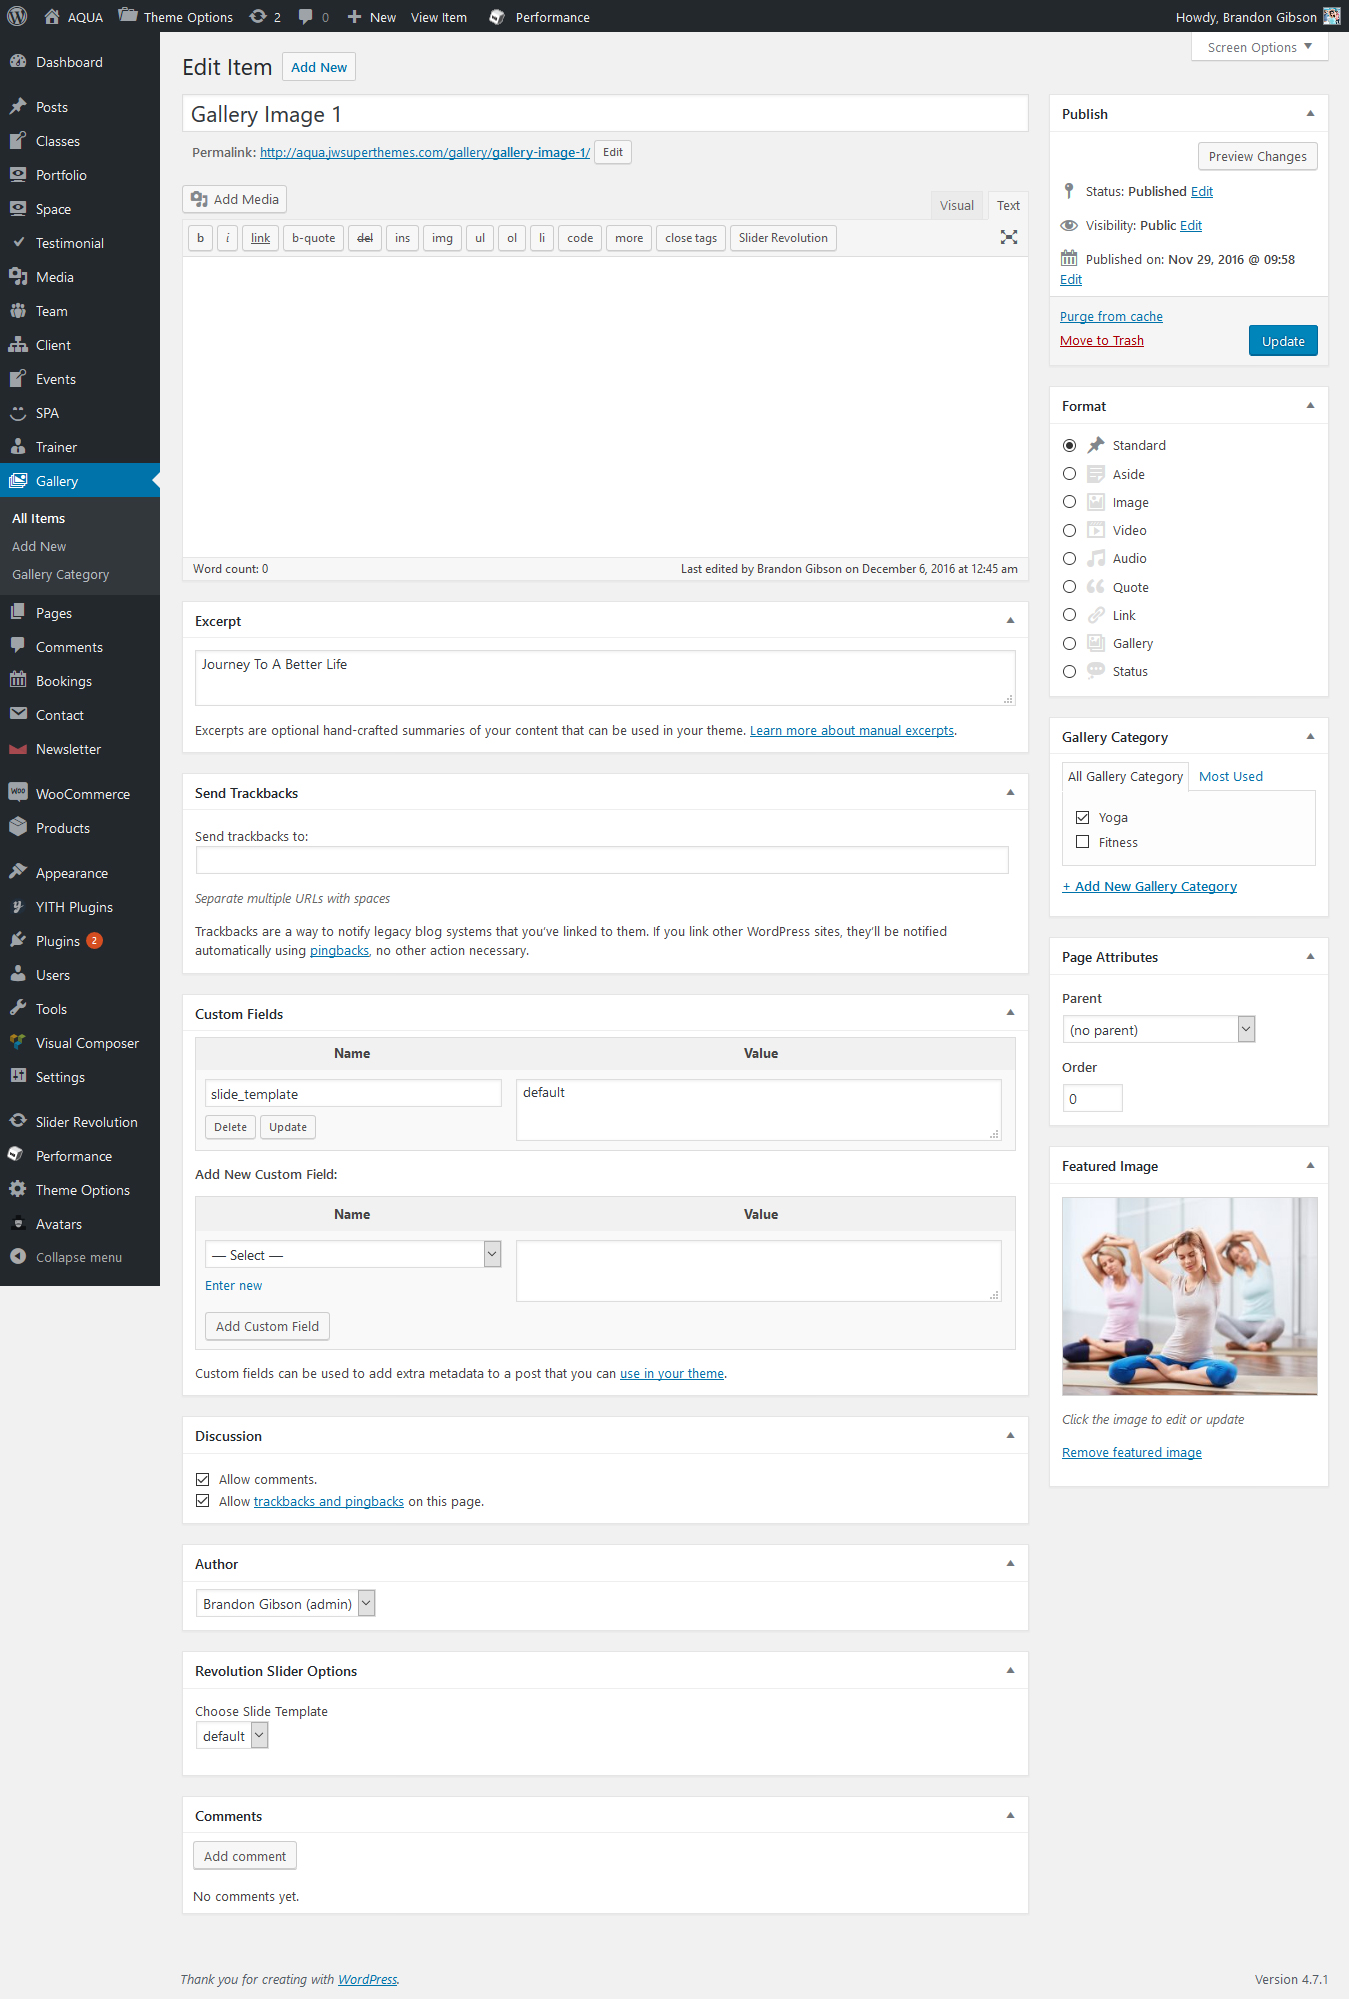 AQUA
Theme Options
2
0
New
View Item
Performance
Howdy, Brandon Gibson
Screen Options
Dashboard
Posts
Classes
Portfolio
Space
Testimonial
Media
Team
Client
Events
SPA
Trainer
Gallery
All Items
Add New
Gallery Category
Pages
Comments
Bookings
Contact
Newsletter
WOO WooCommerce
Products
Appearance
YITH Plugins
Plugins 2
Users
Tools
Visual Composer
Settings
Slider Revolution
Performance
Theme Options
Avatars
Collapse menu
Edit Item Add New
Gallery Image 1
Permalink: http://aqua.jwsuperthemes.com/gallery/gallery-image-1/ Edit
Add Media
Visual Text
b i link b-quote del ins img ul ol li code more close tags Slider Revolution
Word count: 0
Last edited by Brandon Gibson on December 6, 2016 at 12:45 am
Excerpt
Journey To A Better Life
Excerpts are optional hand-crafted summaries of your content that can be used in your theme. Learn more about manual excerpts.
Send Trackbacks
Send trackbacks to:
Separate multiple URLs with spaces
Trackbacks are a way to notify legacy blog systems that you've linked to them. If you link other WordPress sites, they'll be notified
automatically using pingbacks, no other action necessary.
Custom Fields
Name Value
slide_template default
Delete Update
Add New Custom Field:
Name Value
— Select —
Enter new
Add Custom Field
Custom fields can be used to add extra metadata to a post that you can use in your theme.
Discussion
Allow comments.
Allow trackbacks and pingbacks on this page.
Author
Brandon Gibson (admin)
Revolution Slider Options
Choose Slide Template
default
Comments
Add comment
No comments yet.
Publish
Preview Changes
Status: Published Edit
Visibility: Public Edit
Published on: Nov 29, 2016 @ 09:58
Edit
Purge from cache
Move to Trash
Update
Format
Standard
Aside
Image
Video
Audio
Quote
Link
Gallery
Status
Gallery Category
All Gallery Category Most Used
Yoga
Fitness
+ Add New Gallery Category
Page Attributes
Parent
(no parent)
Order
0
Featured Image
Click the image to edit or update
Remove featured image
Thank you for creating with WordPress.
Version 4.7.1